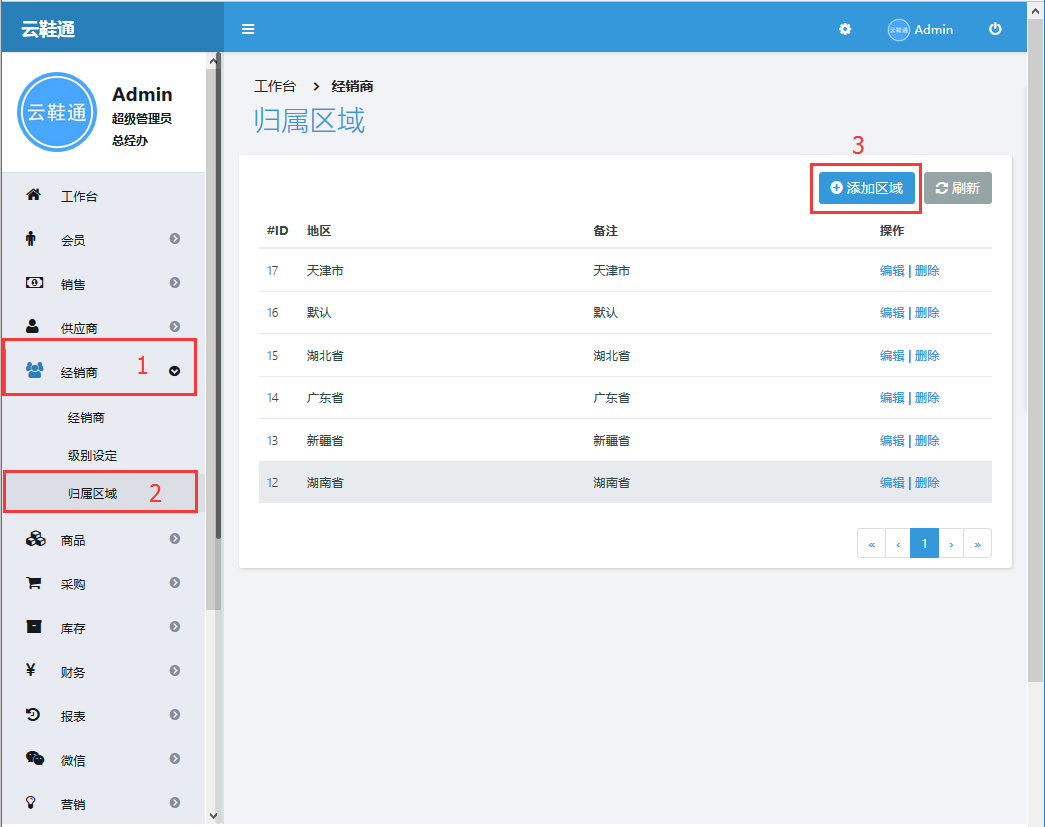 云鞋通
Admin
云鞋通
Admin
超级管理员
总经办
工作台
会员
销售
供应商
经销商 1
经销商
级别设定
归属区域 2
商品
采购
库存
¥ 财务
报表
微信
营销
工作台 > 经销商
归属区域
3
添加区域 刷新
#ID 地区 备注 操作
17 天津市 天津市 编辑 | 删除
16 默认 默认 编辑 | 删除
15 湖北省 湖北省 编辑 | 删除
14 广东省 广东省 编辑 | 删除
13 新疆省 新疆省 编辑 | 删除
12 湖南省 湖南省 编辑 | 删除
« ‹ 1 › »